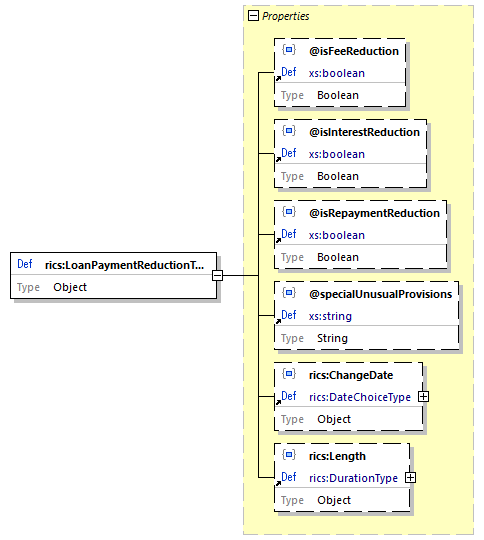 Properties
@isFeeReduction
Def xs:boolean
Type Boolean
@isInterestReduction
Def xs:boolean
Type Boolean
@isRepaymentReduction
Def xs:boolean
Type Boolean
Def rics:LoanPaymentReductionT...
Type Object
@specialUnusualProvisions
Def xs:string
Type String
rics:ChangeDate
Def rics:DateChoiceType
Type Object
rics:Length
Def rics:DurationType
Type Object